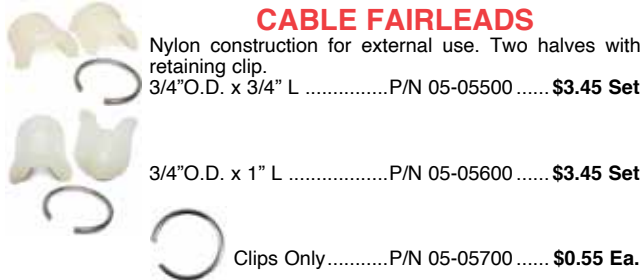 CABLE FAIRLEADS
Nylon construction for external use. Two halves with
retaining clip.
3/4”O.D. x 3/4” L ...............P/N 05-05500 ...... $3.45 Set
3/4”O.D. x 1” L ..................P/N 05-05600 ...... $3.45 Set
Clips Only...........P/N 05-05700 ...... $0.55 Ea.